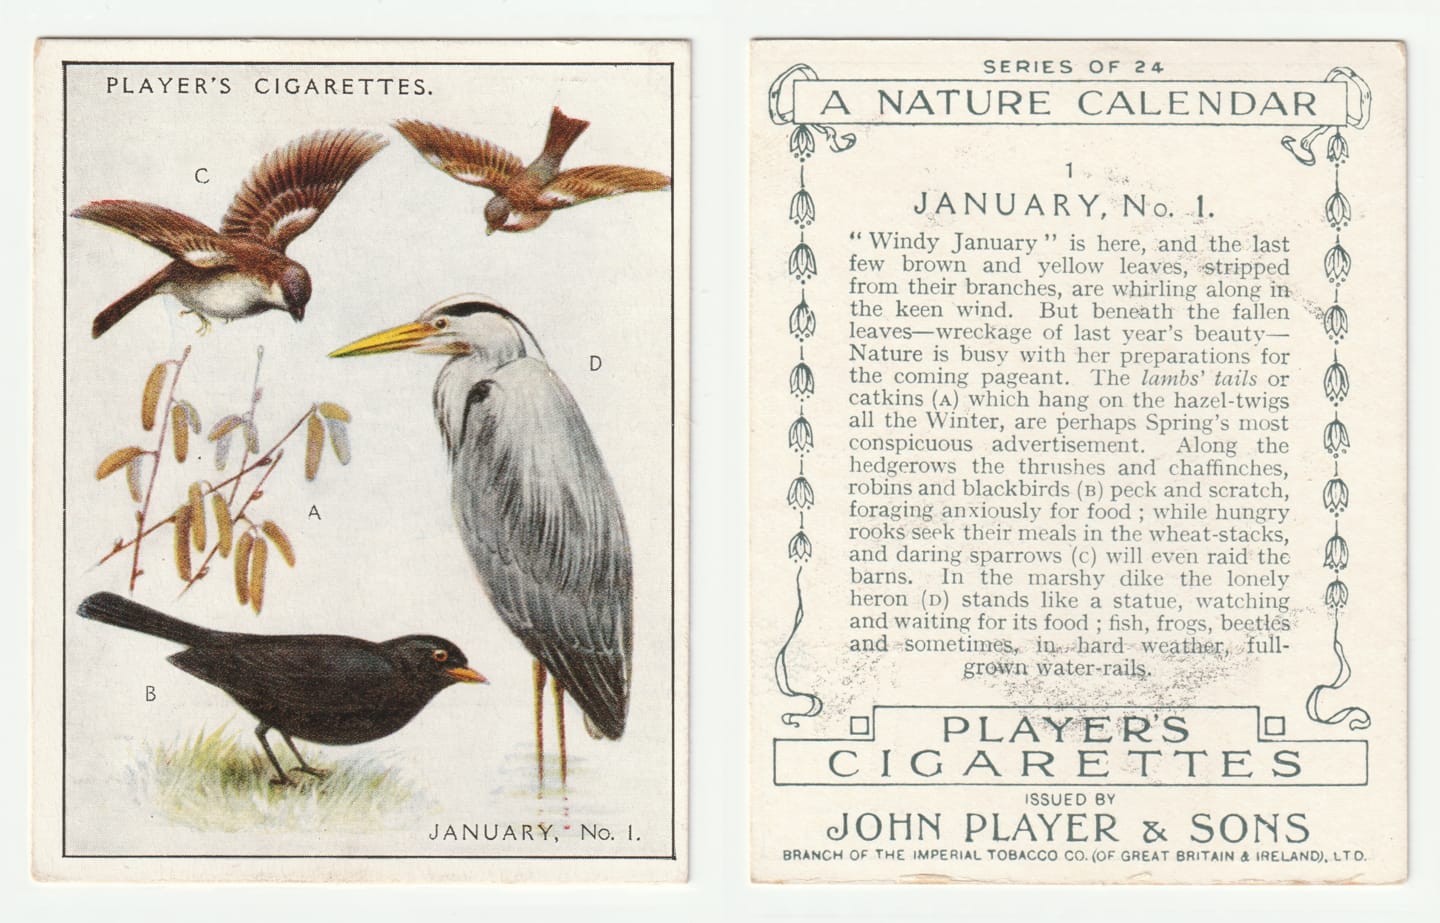 PLAYER'S CIGARETTES.
C
D
A
B
JANUARY, No. 1.
SERIES OF 24
A NATURE CALENDAR
1
JANUARY, No. 1.
“ Windy January ” is here, and the last
few brown and yellow leaves, stripped
from their branches, are whirling along in
the keen wind. But beneath the fallen
leaves—wreckage of last year's beauty—
Nature is busy with her preparations for
the coming pageant. The lambs' tails or
catkins (A) which hang on the hazel-twigs
all the Winter, are perhaps Spring's most
conspicuous advertisement. Along the
hedgerows the thrushes and chaffinches,
robins and blackbirds (B) peck and scratch,
foraging anxiously for food ; while hungry
rooks seek their meals in the wheat-stacks,
and daring sparrows (C) will even raid the
barns. In the marshy dike the lonely
heron (D) stands like a statue, watching
and waiting for its food ; fish, frogs, beetles
and sometimes, in hard weather, full-
grown water-rails.
PLAYER'S
CIGARETTES
ISSUED BY
JOHN PLAYER & SONS
BRANCH OF THE IMPERIAL TOBACCO CO. (OF GREAT BRITAIN & IRELAND), LTD.